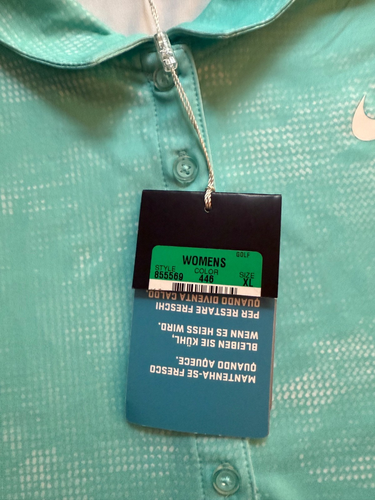 GOLF
WOMENS
STYLE COLOR SIZE
855569 446 XL
MANTENHA-SE FRESCO
QUANDO AQUECE.
BLEIBEN SIE KÜHL,
WENN ES HEISS WIRD.
PER RESTARE FRESCHI
QUANDO DIVENTA CALDO.